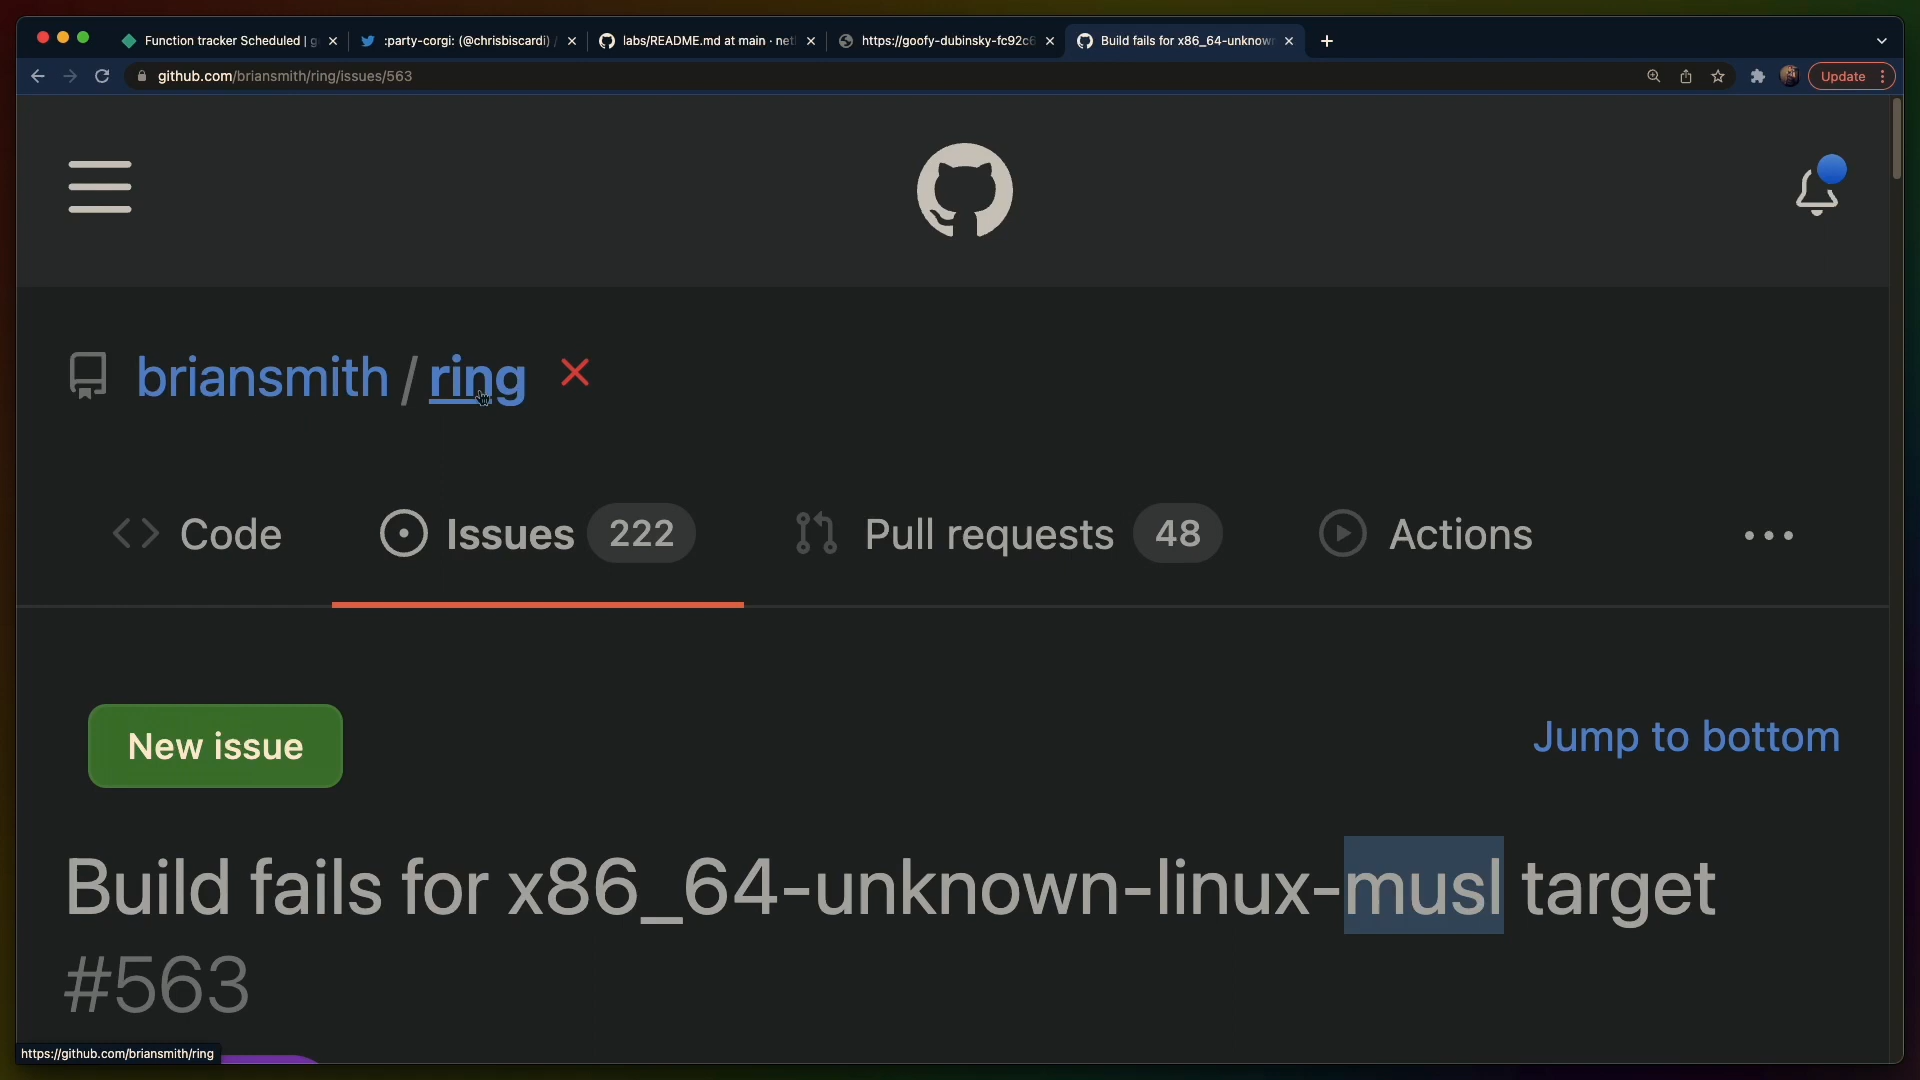 Function tracker Scheduled | g
:party-corgi: (@chrisbiscardi) /
labs/README.md at main · net
https://goofy-dubinsky-fc92c6
Build fails for x86_64-unknown
github.com/briansmith/ring/issues/563
Update
briansmith / ring
Code
Issues 222
Pull requests 48
Actions
New issue
Jump to bottom
Build fails for x86_64-unknown-linux-musl target
#563
https://github.com/briansmith/ring